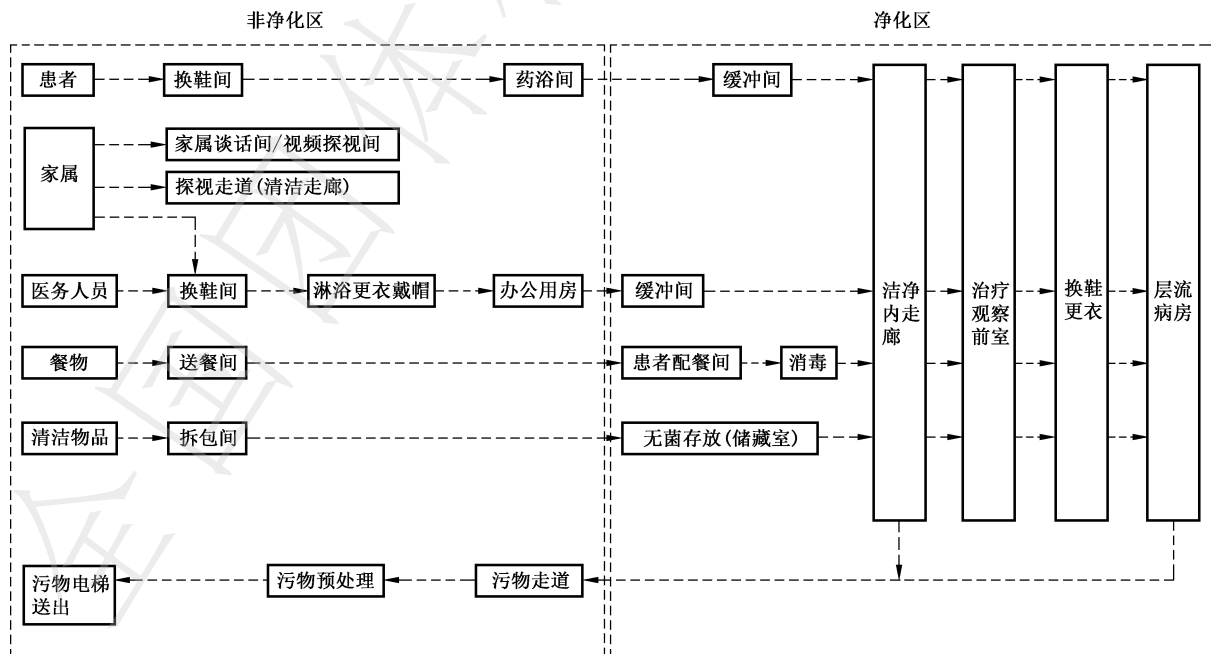 非净化区
净化区
患者
换鞋间
药浴间
缓冲间
家属
家属谈话间/视频探视间
探视走道(清洁走廊)
医务人员
换鞋间
淋浴更衣戴帽
办公用房
缓冲间
餐物
送餐间
患者配餐间
消毒
清洁物品
拆包间
无菌存放(储藏室)
洁净
内走
廊
治疗
观察
前室
换鞋
更衣
层流
病房
污物电梯
送出
污物预处理
污物走道
全国团体